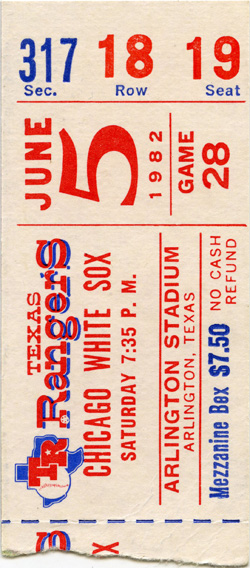 317 18 19
Sec. Row Seat
JUNE 5 1982
GAME 28
TEXAS
Rangers
TR
CHICAGO WHITE SOX
SATURDAY 7:35 P. M.
ARLINGTON STADIUM
ARLINGTON, TEXAS
Mezzanine Box $7.50
NO CASH
REFUND